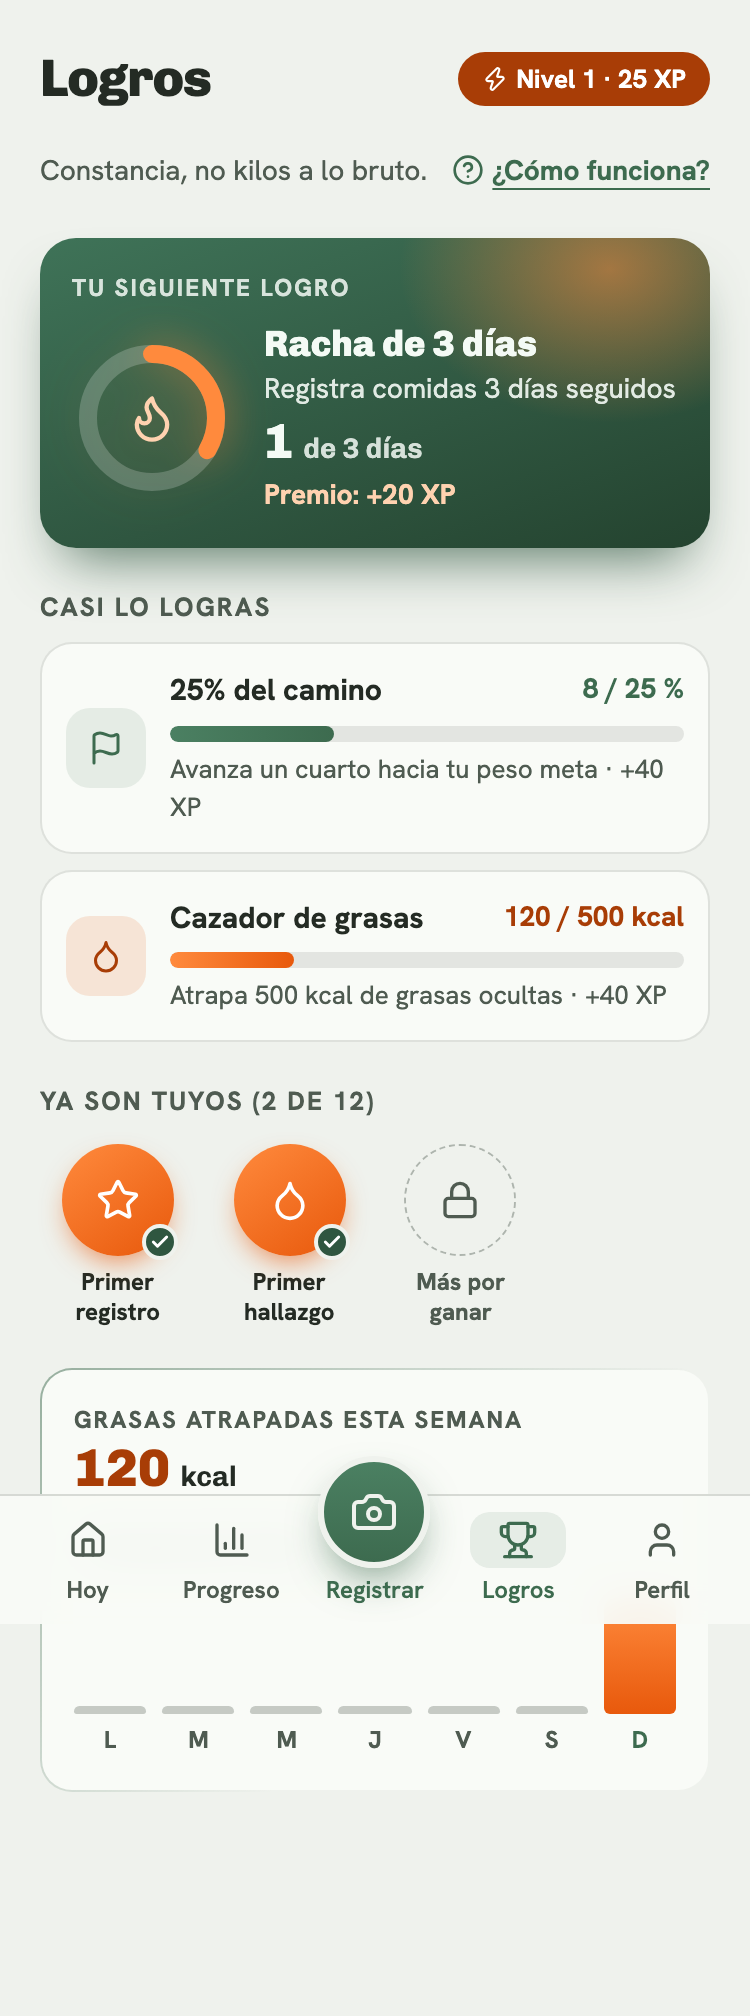 Logros
Nivel 1 · 25 XP
Constancia, no kilos a lo bruto.
¿Cómo funciona?
TU SIGUIENTE LOGRO
Racha de 3 días
Registra comidas 3 días seguidos
1 de 3 días
Premio: +20 XP
CASI LO LOGRAS
25% del camino
8 / 25 %
Avanza un cuarto hacia tu peso meta · +40
XP
Cazador de grasas
120 / 500 kcal
Atrapa 500 kcal de grasas ocultas · +40 XP
YA SON TUYOS (2 DE 12)
Primer
registro
Primer
hallazgo
Más por
ganar
GRASAS ATRAPADAS ESTA SEMANA
120 kcal
Hoy
Progreso
Registrar
Logros
Perfil
L M M J V S D